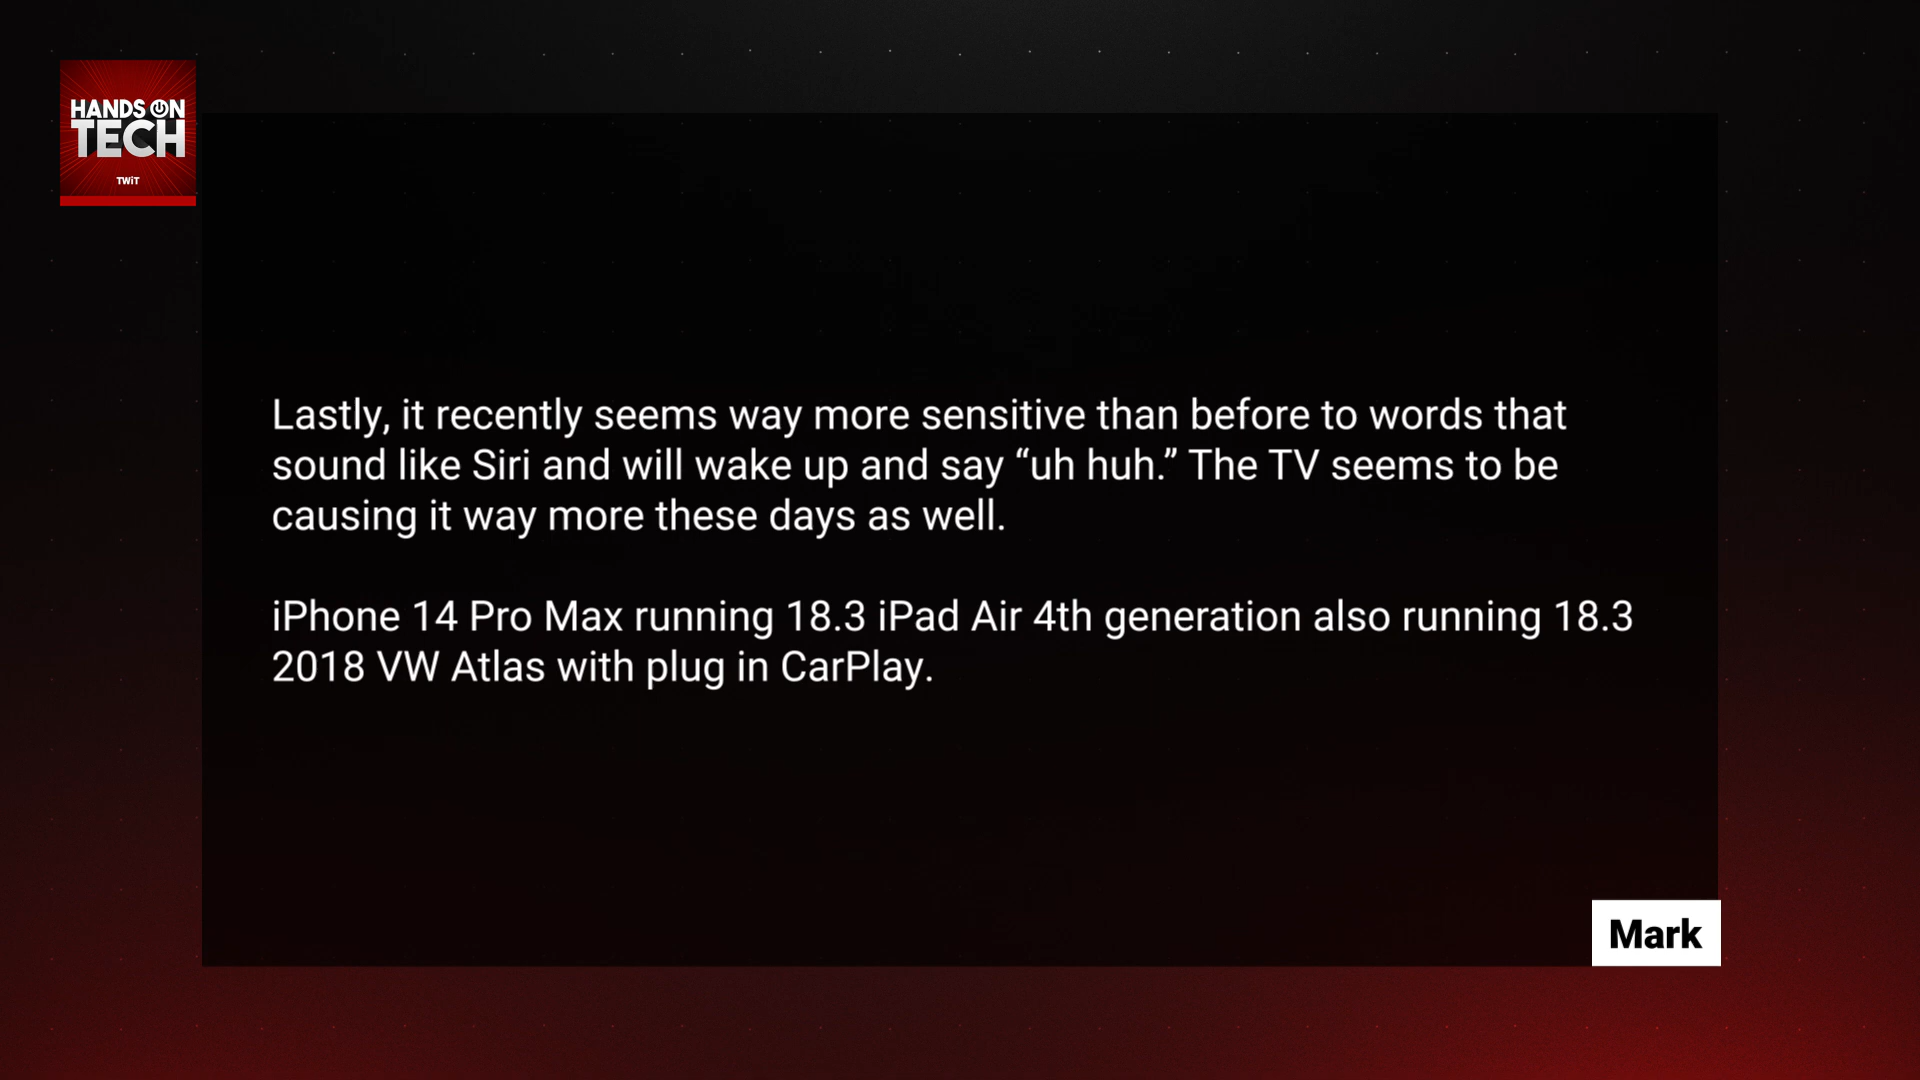 HANDS ON
TECH
TWiT
Lastly, it recently seems way more sensitive than before to words that
sound like Siri and will wake up and say “uh huh.” The TV seems to be
causing it way more these days as well.
iPhone 14 Pro Max running 18.3 iPad Air 4th generation also running 18.3
2018 VW Atlas with plug in CarPlay.
Mark